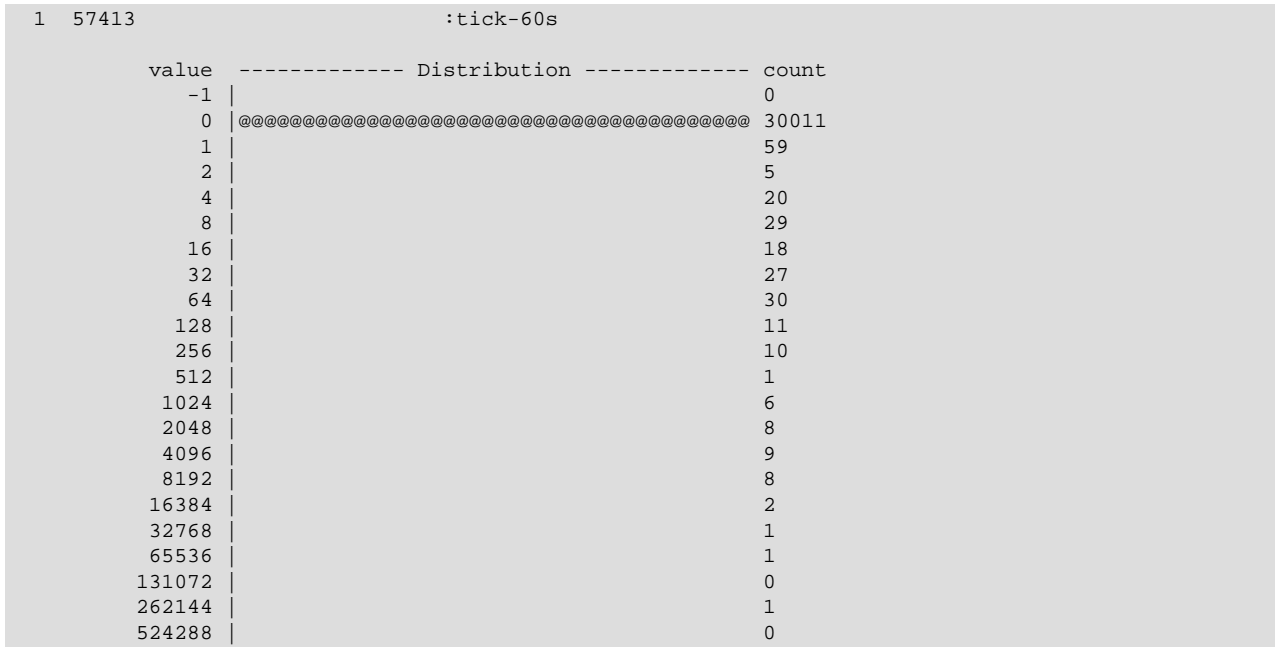 1 57413 :tick-60s
value ------------- Distribution ------------- count
-1 | 0
0 |@@@@@@@@@@@@@@@@@@@@@@@@@@@@@@@@@@@@@@@@ 30011
1 | 59
2 | 5
4 | 20
8 | 29
16 | 18
32 | 27
64 | 30
128 | 11
256 | 10
512 | 1
1024 | 6
2048 | 8
4096 | 9
8192 | 8
16384 | 2
32768 | 1
65536 | 1
131072 | 0
262144 | 1
524288 | 0